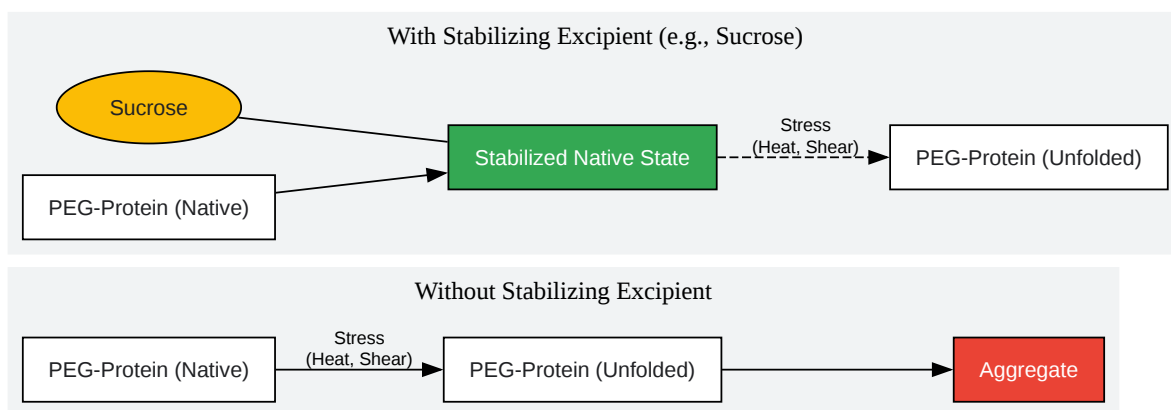 With Stabilizing Excipient (e.g., Sucrose)
Sucrose
PEG-Protein (Native)
Stabilized Native State
Stress
(Heat, Shear)
PEG-Protein (Unfolded)
Without Stabilizing Excipient
PEG-Protein (Native)
Stress
(Heat, Shear)
PEG-Protein (Unfolded)
Aggregate